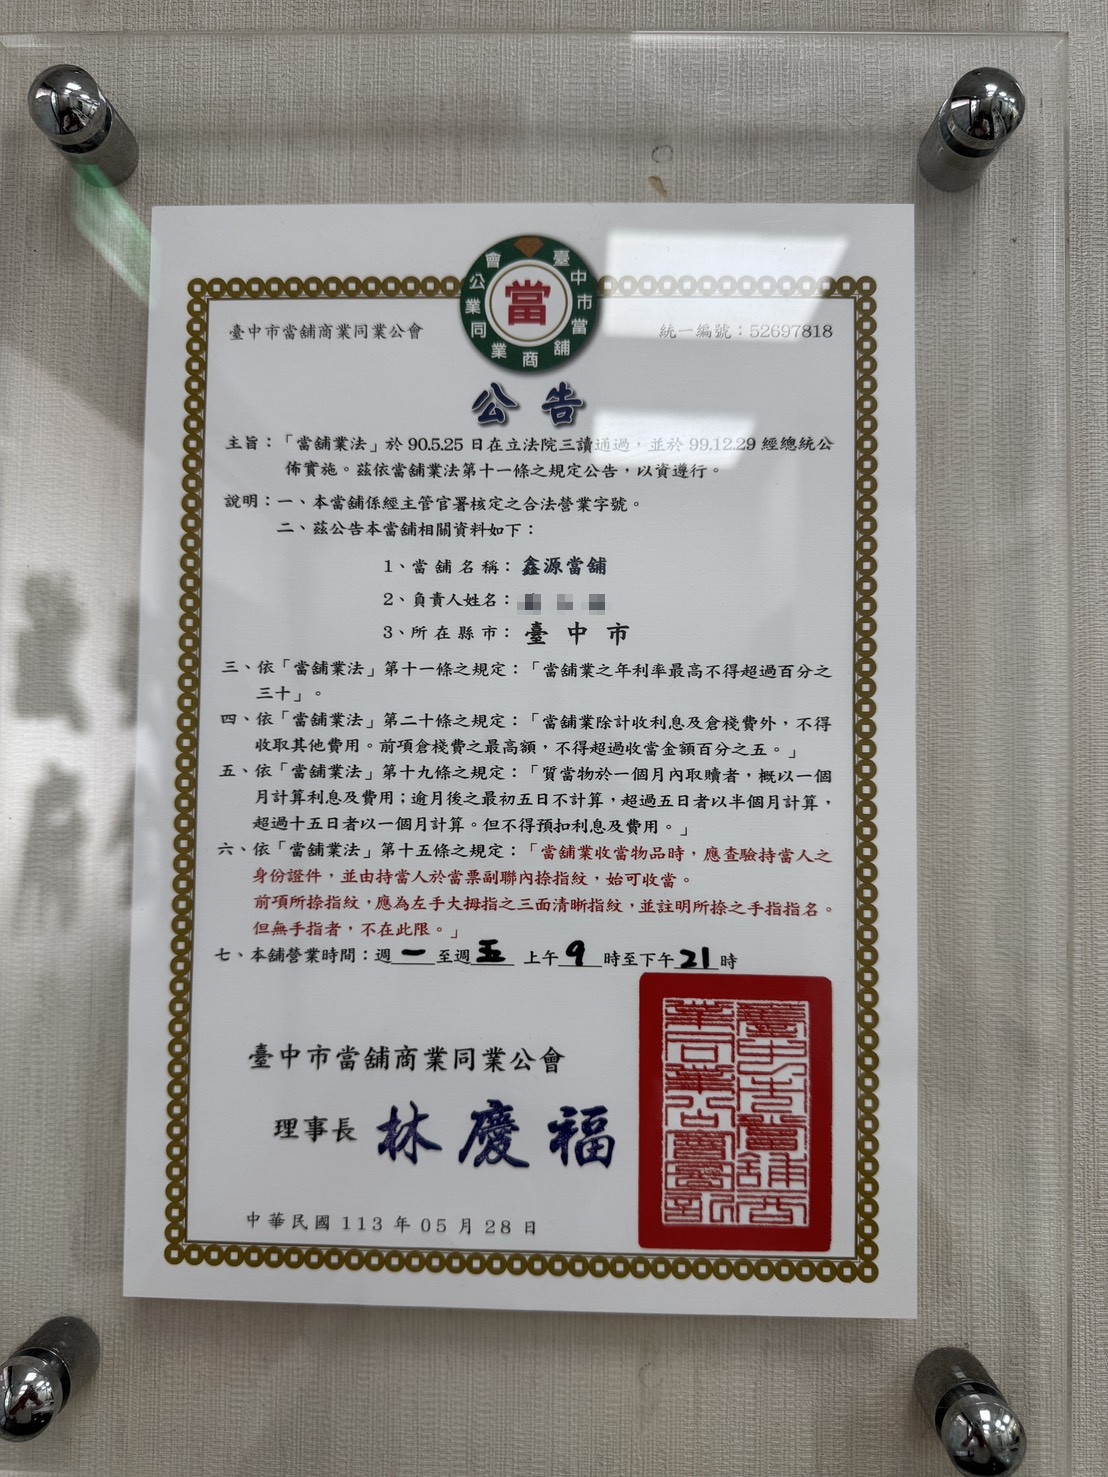 臺中市當舖商業同業公會
當
臺中市當舖商業同業公會
統一編號：52697818
公告
主旨：「當舖業法」於 90.5.25 日在立法院三讀通過，並於 99.12.29 經總統公
佈實施。茲依當舖業法第十一條之規定公告，以資遵行。
說明：一、本當舖係經主管官署核定之合法營業字號。
二、茲公告本當舖相關資料如下：
1、當舖名稱：鑫源當舖
2、負責人姓名：
3、所在縣市：臺中市
三、依「當舖業法」第十一條之規定：「當舖業之年利率最高不得超過百分之
三十」。
四、依「當舖業法」第二十條之規定：「當舖業除計收利息及倉棧費外，不得
收取其他費用。前項倉棧費之最高額，不得超過收當金額百分之五。」
五、依「當舖業法」第十九條之規定：「質當物於一個月內取贖者，概以一個
月計算利息及費用；逾月後之最初五日不計算，超過五日者以半個月計算，
超過十五日者以一個月計算。但不得預扣利息及費用。」
六、依「當舖業法」第十五條之規定：「當舖業收當物品時，應查驗持當人之
身份證件，並由持當人於當票副聯內捺指紋，始可收當。
前項所捺指紋，應為左手大拇指之三面清晰指紋，並註明所捺之手指指名。
但無手指者，不在此限。」
七、本舖營業時間：週一至週五 上午9時至下午21時
臺中市當舖商業同業公會
理事長 林慶福
中華民國 113 年 05 月 28 日
臺中市當舖商
業同業公會圖記